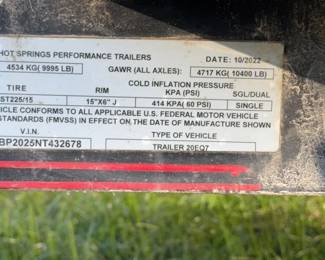 HOT SPRINGS PERFORMANCE TRAILERS DATE: 10/2022
4534 KG( 9995 LB) GAWR (ALL AXLES): 4717 KG( 10400 LB)
TIRE RIM COLD INFLATION PRESSURE
KPA (PSI) SGL/DUAL
ST225/15 15"X6" J 414 KPA( 60 PSI) SINGLE
VEHICLE CONFORMS TO ALL APPLICABLE U.S. FEDERAL MOTOR VEHICLE
STANDARDS (FMVSS) IN EFFECT ON THE DATE OF MANUFACTURE SHOWN
V.I.N. TYPE OF VEHICLE
BP2025NT432678 TRAILER 20EQ7